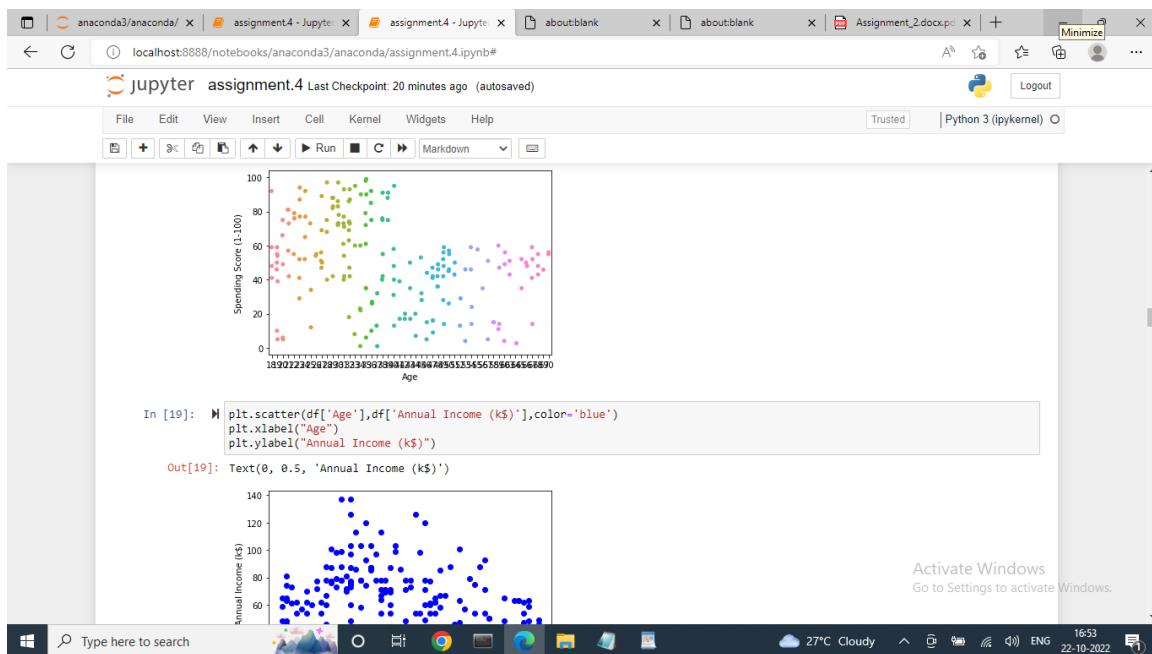 anaconda3/anaconda/
assignment.4 - Jupyte
assignment.4 - Jupyte
about:blank
about:blank
Assignment_2.docx.pd
Minimize
localhost:8888/notebooks/anaconda3/anaconda/assignment.4.ipynb#
jupyter assignment.4 Last Checkpoint: 20 minutes ago (autosaved)
Logout
File Edit View Insert Cell Kernel Widgets Help
Trusted
Python 3 (ipykernel)
Run
Markdown
100
80
60
40
20
0
Spending Score (1-100)
Age
In [19]:
plt.scatter(df['Age'],df['Annual Income (k$)'],color='blue')
plt.xlabel("Age")
plt.ylabel("Annual Income (k$)")
Out[19]: Text(0, 0.5, 'Annual Income (k$)')
140
120
100
80
60
Annual Income (k$)
Activate Windows
Go to Settings to activate Windows.
Type here to search
27°C Cloudy
ENG
16:53
22-10-2022